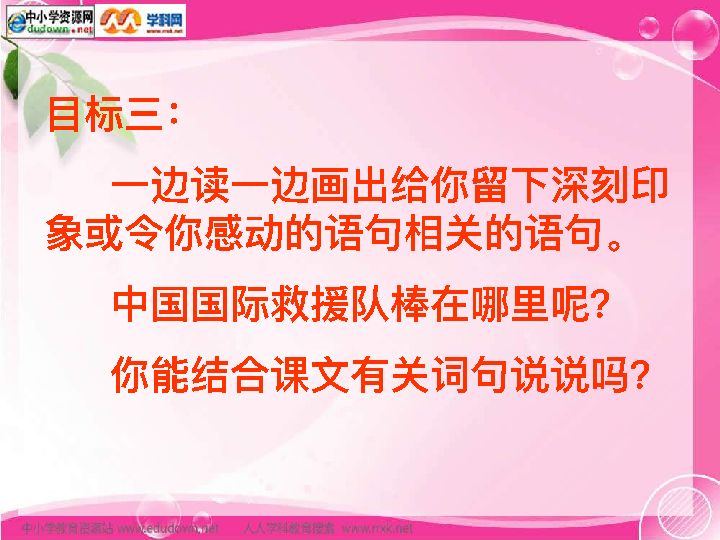 中小学资源网
dudown.net
学科网
www.nxk.net
目标三：
一边读一边画出给你留下深刻印
象或令你感动的语句相关的语句。
中国国际救援队棒在哪里呢？
你能结合课文有关词句说说吗？
中小学教育资源站 www.edudown.net 人人学科教育搜索 www.nxk.net